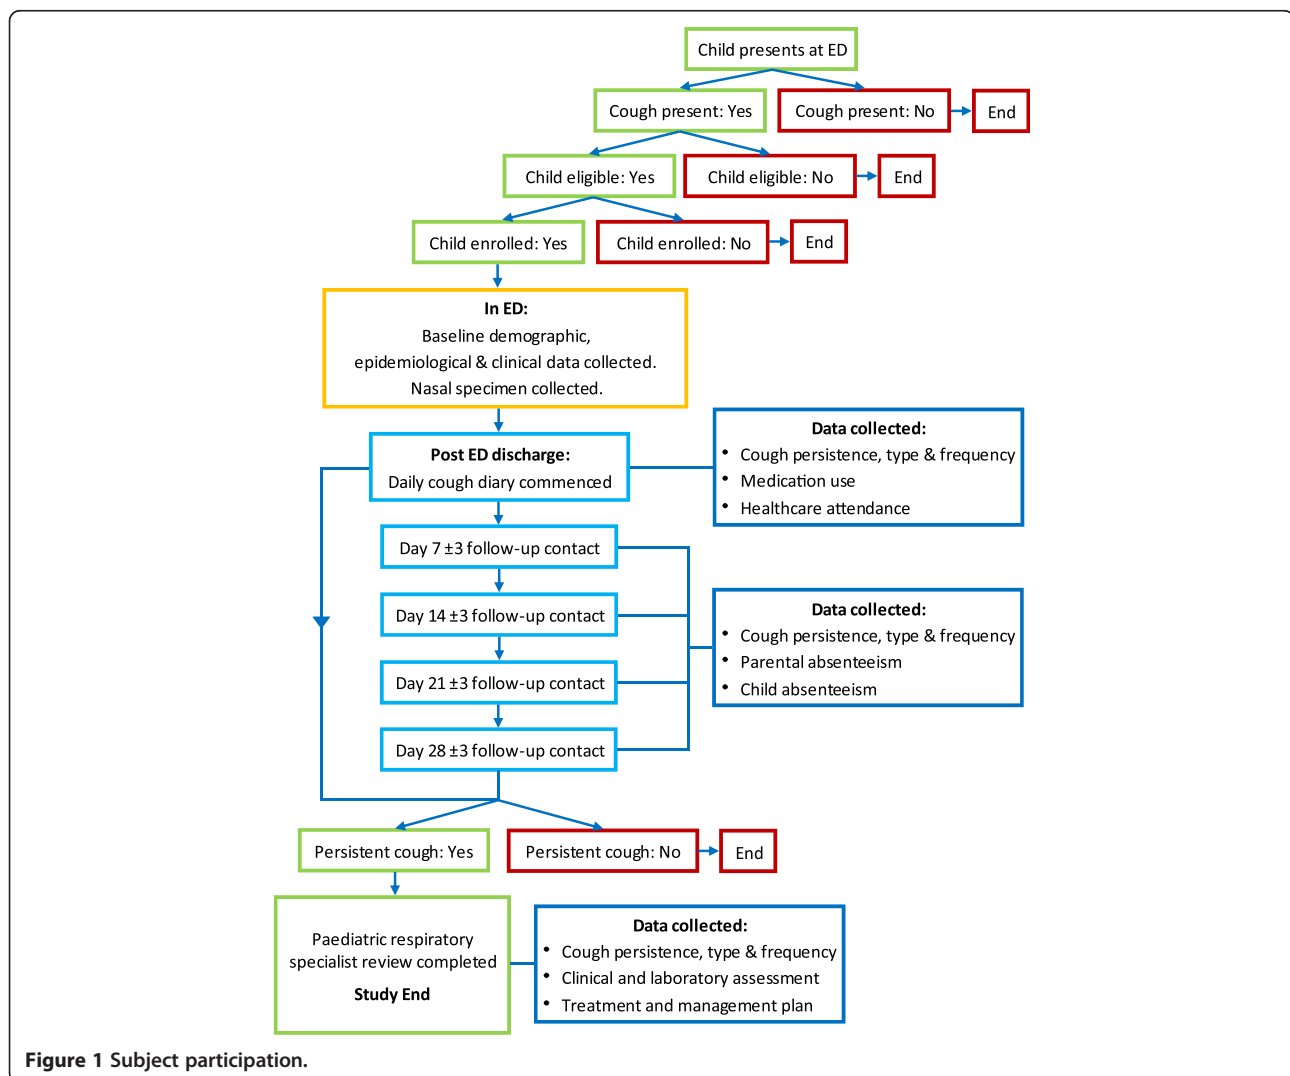 Child presents at ED
Cough present: Yes
Cough present: No
End
Child eligible: Yes
Child eligible: No
End
Child enrolled: Yes
Child enrolled: No
End
In ED:
Baseline demographic,
epidemiological & clinical data collected.
Nasal specimen collected.
Post ED discharge:
Daily cough diary commenced
Data collected:
• Cough persistence, type & frequency
• Medication use
• Healthcare attendance
Day 7 ±3 follow-up contact
Day 14 ±3 follow-up contact
Day 21 ±3 follow-up contact
Day 28 ±3 follow-up contact
Data collected:
• Cough persistence, type & frequency
• Parental absenteeism
• Child absenteeism
Persistent cough: Yes
Persistent cough: No
End
Paediatric respiratory
specialist review completed
Study End
Data collected:
• Cough persistence, type & frequency
• Clinical and laboratory assessment
• Treatment and management plan
Figure 1 Subject participation.